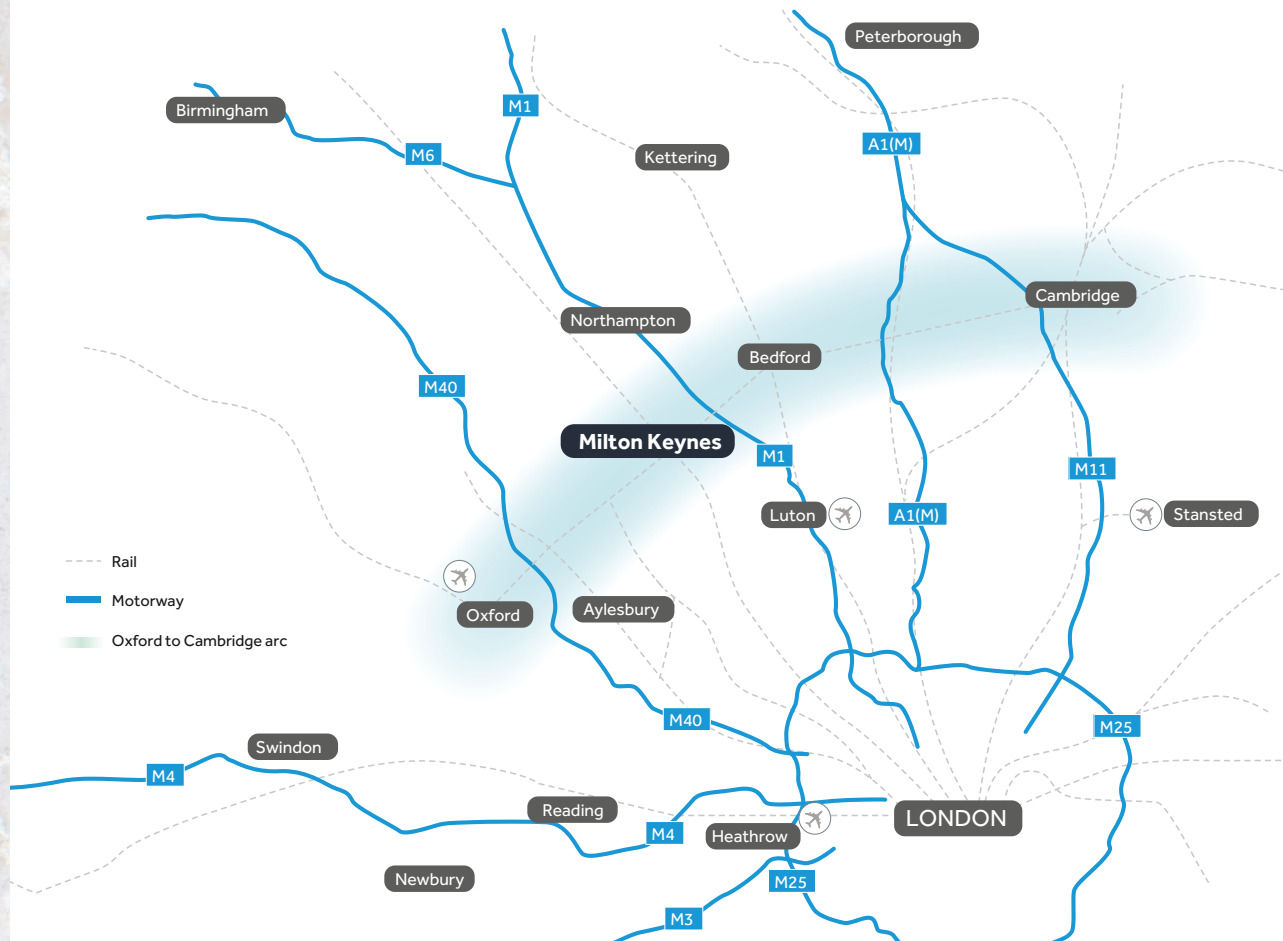 Peterborough
Birmingham
M1
M6
A1(M)
Kettering
Cambridge
Northampton
Bedford
M40
Milton Keynes
M1
M11
Luton
A1(M)
Stansted
Rail
Motorway
Oxford to Cambridge arc
Oxford
Aylesbury
M40
M25
Swindon
M4
Reading
M4
Heathrow
LONDON
Newbury
M25
M3